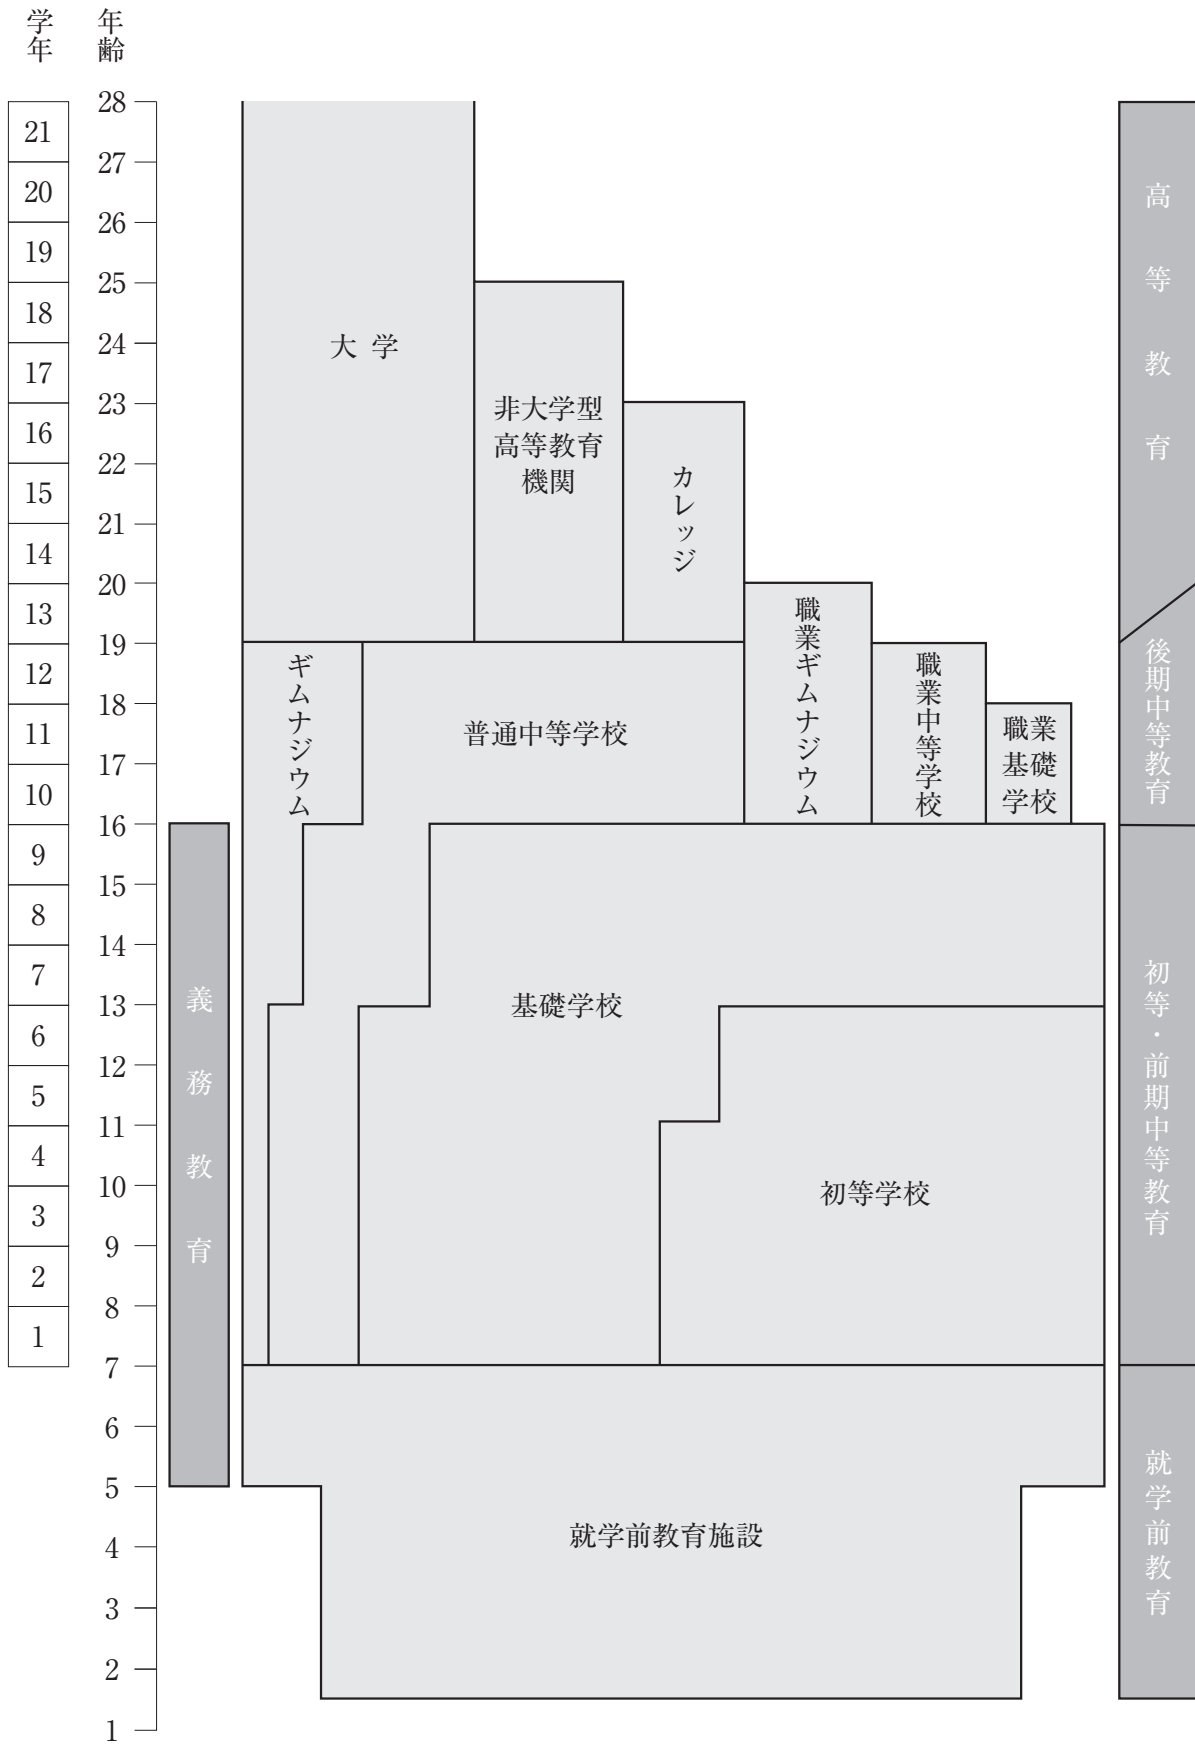 学年
年齢
28
21
27
20
26
19
25
18
24
17
23
16
22
15
21
14
20
13
19
12
18
11
17
10
16
9
15
8
14
7
13
6
12
5
11
4
10
3
9
2
8
1
7
6
5
4
3
2
1
義務教育
大学
非大学型
高等教育
機関
カレッジ
ギムナジウム
普通中等学校
職業ギムナジウム
職業中等学校
職業
基礎
学校
基礎学校
初等学校
就学前教育施設
高等教育
後期中等教育
初等・前期中等教育
就学前教育